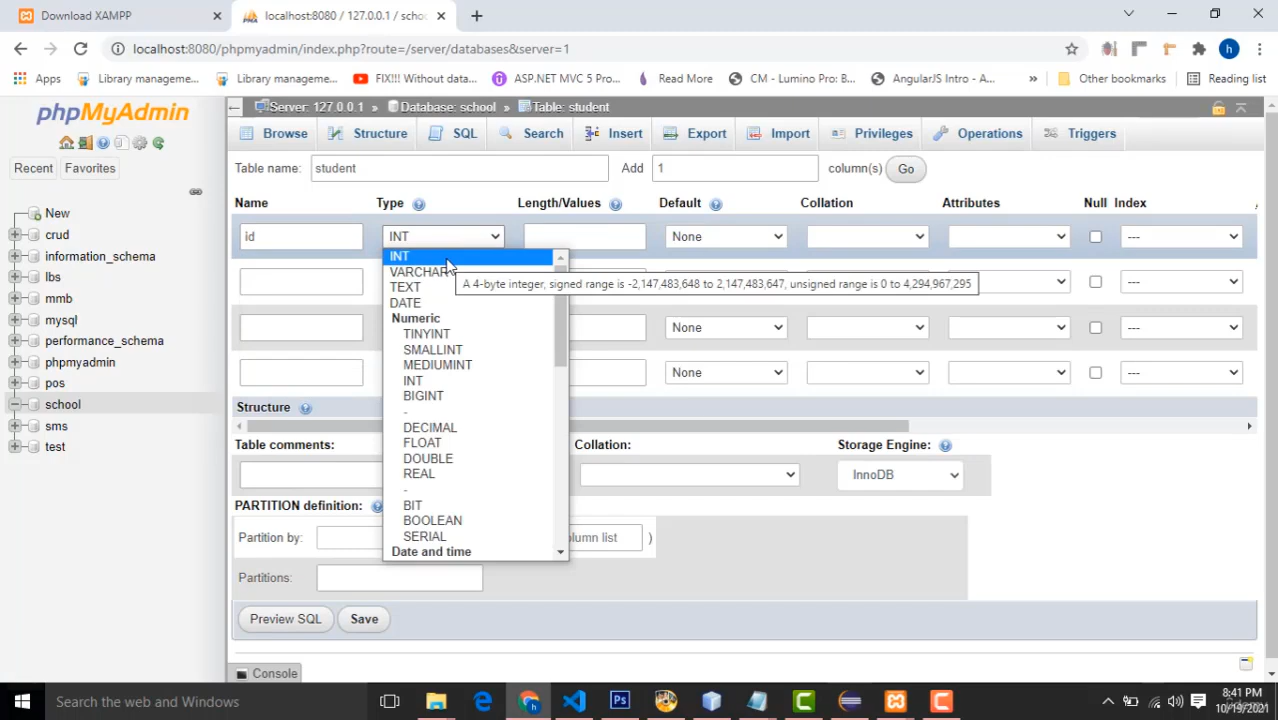 Download XAMPP
localhost:8080 / 127.0.0.1 / schoo
localhost:8080/phpmyadmin/index.php?route=/server/databases&server=1
Apps Library manageme... Library manageme... FIX!!! Without data... ASP.NET MVC 5 Pro... Read More CM - Lumino Pro: B... AngularJS Intro - A... » Other bookmarks Reading list
phpMyAdmin
Recent Favorites
New
crud
information_schema
lbs
mmb
mysql
performance_schema
phpmyadmin
pos
school
sms
test
Server: 127.0.0.1 » Database: school » Table: student
Browse Structure SQL Search Insert Export Import Privileges Operations Triggers
Table name: student Add 1 column(s) Go
Name Type Length/Values Default Collation Attributes Null Index
id INT None ---
INT
VARCHAR
A 4-byte integer, signed range is -2,147,483,648 to 2,147,483,647, unsigned range is 0 to 4,294,967,295
---
TEXT
DATE
Numeric
TINYINT
None ---
SMALLINT
MEDIUMINT
None ---
INT
BIGINT
-
DECIMAL
FLOAT
DOUBLE
REAL
-
BIT
BOOLEAN
SERIAL
Date and time
Structure
Table comments: Collation: Storage Engine:
InnoDB
PARTITION definition:
Partition by: lumn list )
Partitions:
Preview SQL Save
Console
Search the web and Windows
8:41 PM
10/19/2021